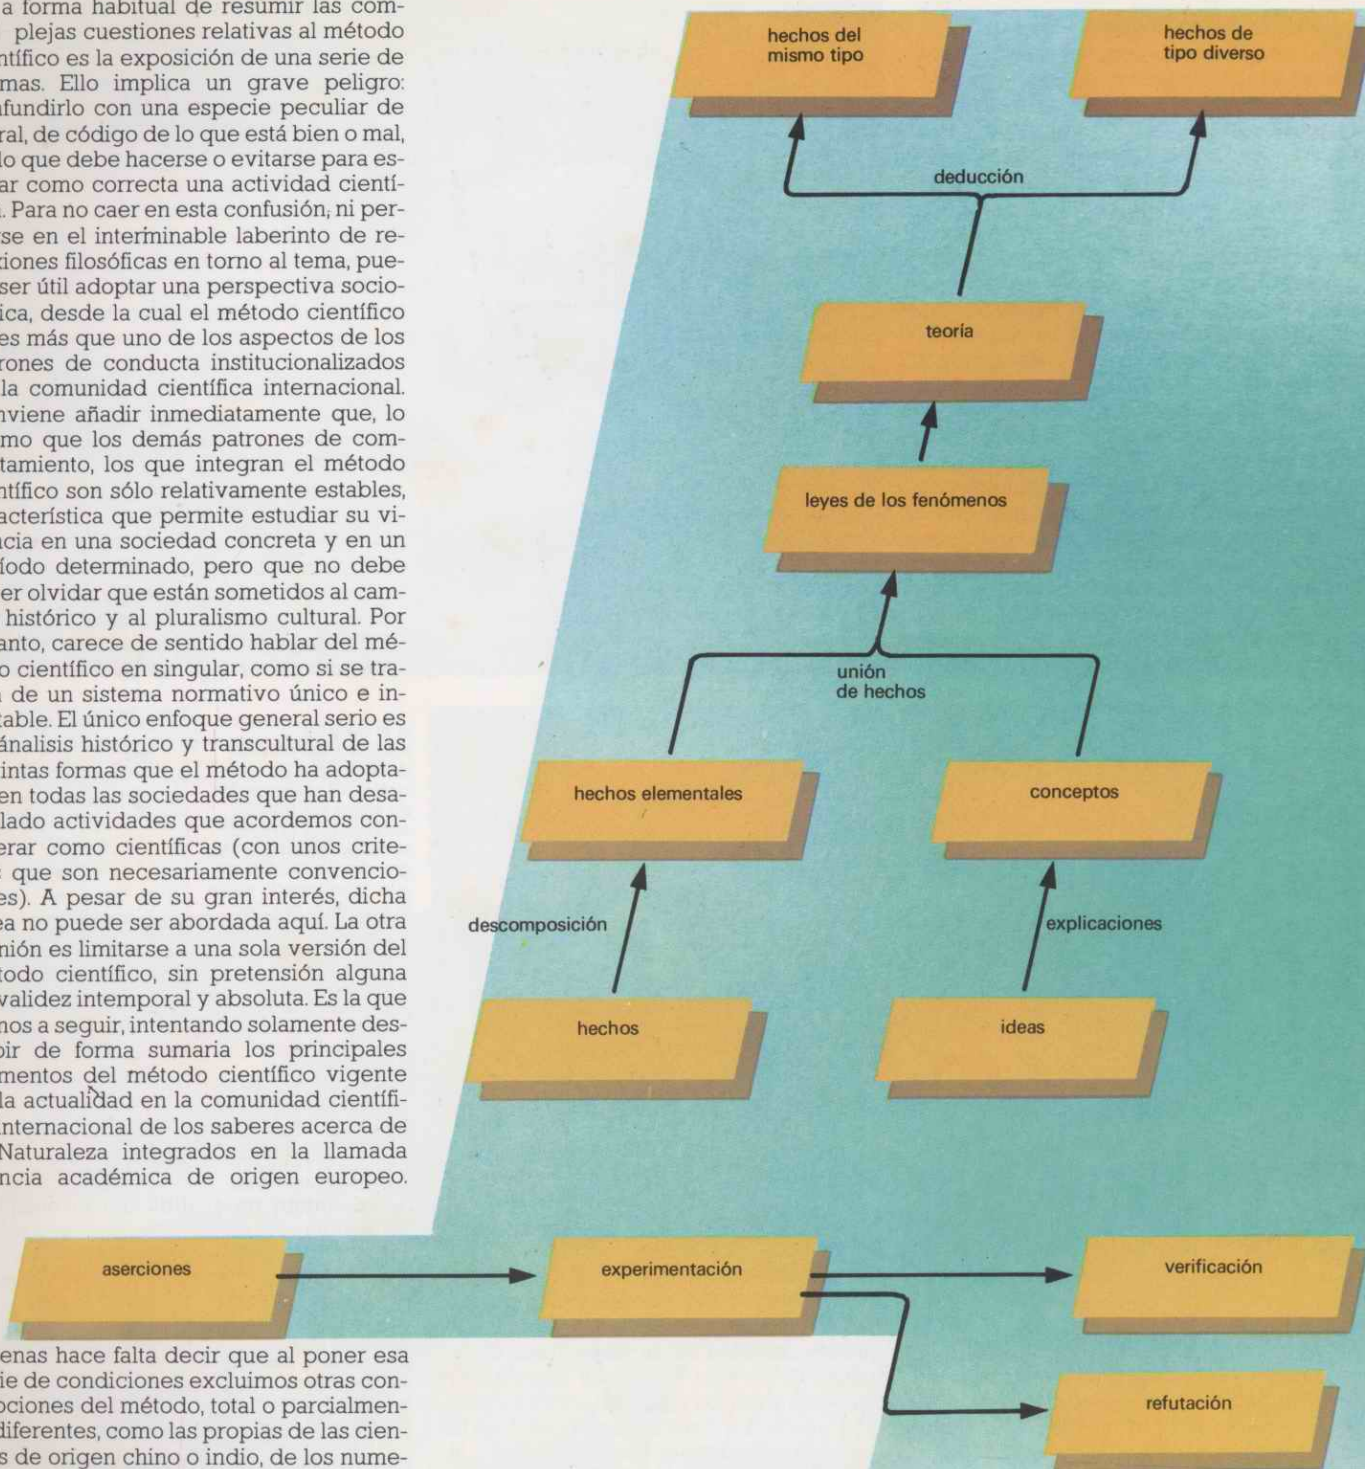 a forma habitual de resumir las com-
plejas cuestiones relativas al método
ntífico es la exposición de una serie de
mas. Ello implica un grave peligro:
nfundirlo con una especie peculiar de
ral, de código de lo que está bien o mal,
lo que debe hacerse o evitarse para es-
ar como correcta una actividad cientí-
. Para no caer en esta confusión, ni per-
se en el interminable laberinto de re-
xiones filosóficas en torno al tema, pue-
ser útil adoptar una perspectiva socio-
ica, desde la cual el método científico
es más que uno de los aspectos de los
rones de conducta institucionalizados
la comunidad científica internacional.
nviene añadir inmediatamente que, lo
mo que los demás patrones de com-
tamiento, los que integran el método
ntífico son sólo relativamente estables,
acterística que permite estudiar su vi-
ncia en una sociedad concreta y en un
íodo determinado, pero que no debe
er olvidar que están sometidos al cam-
histórico y al pluralismo cultural. Por
anto, carece de sentido hablar del mé-
o científico en singular, como si se tra-
a de un sistema normativo único e in-
table. El único enfoque general serio es
ánalisis histórico y transcultural de las
intas formas que el método ha adopta-
en todas las sociedades que han desa-
lado actividades que acordemos con-
erar como científicas (con unos crite-
s que son necesariamente convencio-
es). A pesar de su gran interés, dicha
ea no puede ser abordada aquí. La otra
nión es limitarse a una sola versión del
todo científico, sin pretensión alguna
validez intemporal y absoluta. Es la que
nos a seguir, intentando solamente des-
bir de forma sumaria los principales
mentos del método científico vigente
la actualidad en la comunidad científi-
internacional de los saberes acerca de
Naturaleza integrados en la llamada
ncia académica de origen europeo.
enas hace falta decir que al poner esa
ie de condiciones excluimos otras con-
pciones del método, total o parcialmen-
diferentes, como las propias de las cien-
s de origen chino o indio, de los nume-
hechos del
mismo tipo
hechos de
tipo diverso
deducción
teoría
leyes de los fenómenos
unión
de hechos
hechos elementales
conceptos
descomposición
explicaciones
hechos
ideas
aserciones
experimentación
verificación
refutación